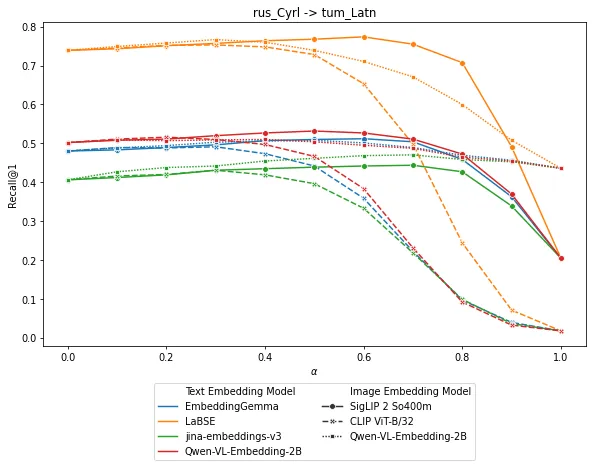 rus_Cyrl -> tum_Latn
Recall@1
0.8
0.7
0.6
0.5
0.4
0.3
0.2
0.1
0.0
0.0 0.2 0.4 0.6 0.8 1.0
α
Text Embedding Model Image Embedding Model
EmbeddingGemma SigLIP 2 So400m
LaBSE CLIP ViT-B/32
jina-embeddings-v3 Qwen-VL-Embedding-2B
Qwen-VL-Embedding-2B